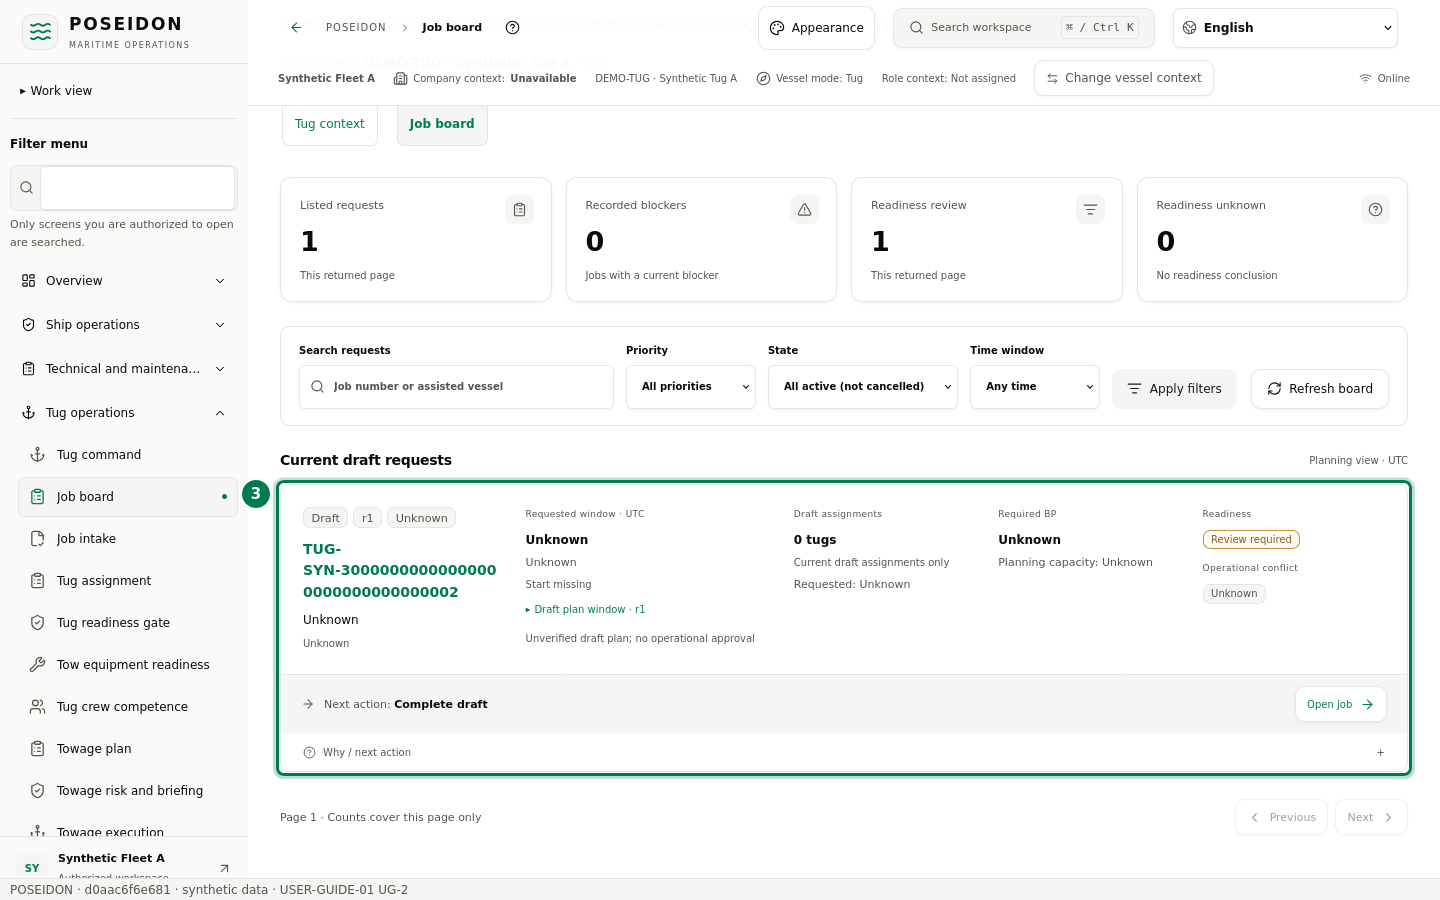 POSEIDON
MARITIME OPERATIONS
Work view
Filter menu
Only screens you are authorized to open
are searched.
Overview
Ship operations
Technical and maintena...
Tug operations
Tug command
Job board
Job intake
Tug assignment
Tug readiness gate
Tow equipment readiness
Tug crew competence
Towage plan
Towage risk and briefing
Towage execution
SY
Synthetic Fleet A
Authorized workspace
POSEIDON
Job board
Appearance
Search workspace
⌘ / Ctrl K
English
Synthetic Fleet A
Company context: Unavailable
DEMO-TUG · Synthetic Tug A
Vessel mode: Tug
Role context: Not assigned
Change vessel context
Online
Tug context
Job board
Listed requests
1
This returned page
Recorded blockers
0
Jobs with a current blocker
Readiness review
1
This returned page
Readiness unknown
0
No readiness conclusion
Search requests
Job number or assisted vessel
Priority
All priorities
State
All active (not cancelled)
Time window
Any time
Apply filters
Refresh board
Current draft requests
Planning view · UTC
3
Draft
r1
Unknown
TUG-
SYN-3000000000000000
0000000000000002
Unknown
Unknown
Requested window · UTC
Unknown
Unknown
Start missing
Draft plan window · r1
Unverified draft plan; no operational approval
Draft assignments
0 tugs
Current draft assignments only
Requested: Unknown
Required BP
Unknown
Planning capacity: Unknown
Readiness
Review required
Operational conflict
Unknown
Next action: Complete draft
Open job
Why / next action
+
Page 1 · Counts cover this page only
Previous
Next
POSEIDON · d0aac6f6e681 · synthetic data · USER-GUIDE-01 UG-2